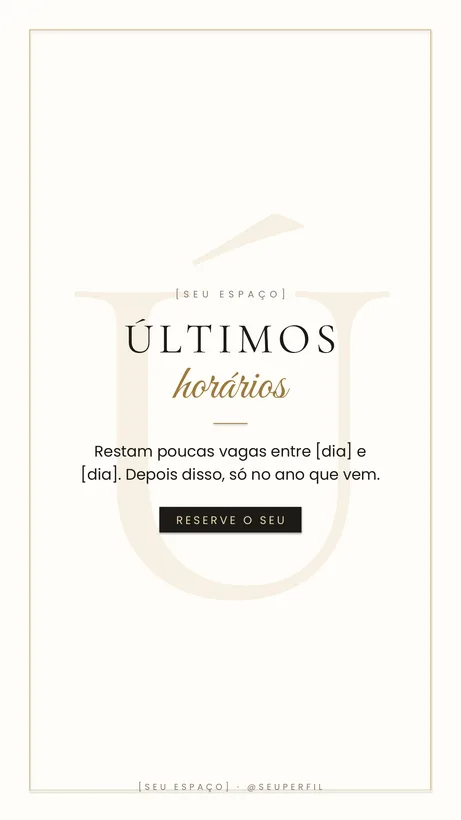 [SEU ESPAÇO]
ÚLTIMOS
horários
Restam poucas vagas entre [dia] e
[dia]. Depois disso, só no ano que vem.
RESERVE O SEU
[SEU ESPAÇO] · @SEUPERFIL